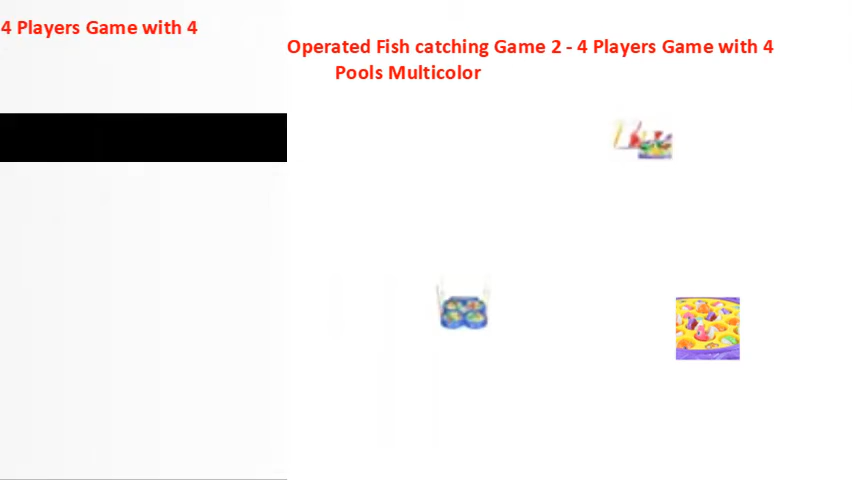 4 Players Game with 4
Operated Fish catching Game 2 - 4 Players Game with 4
Pools Multicolor